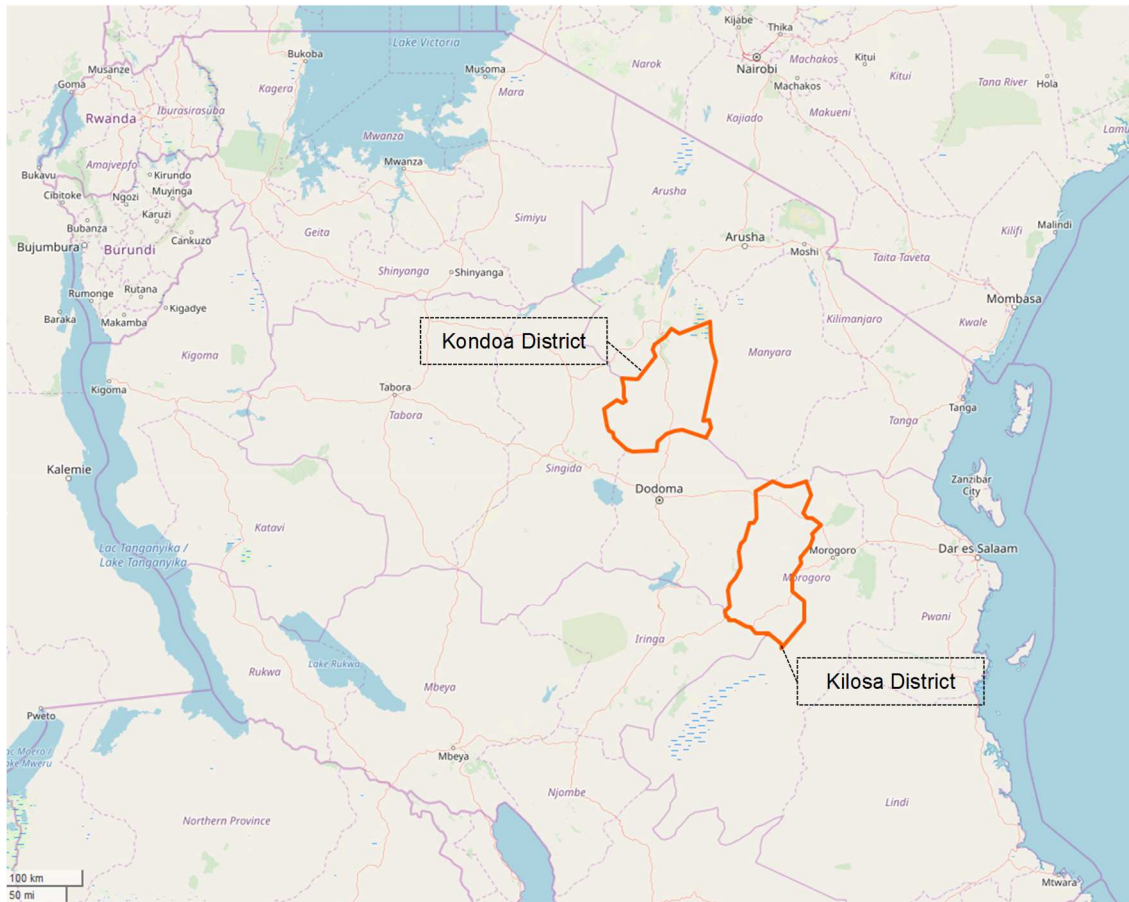 Kijabe
Thika
Lake Victoria
Kitui
Bukoba
Nairobi
Machakos
Musanze
Musoma
Narok
Machakos
Kitui
Tana River
Hola
Goma
Kagera
Mara
Rwanda
Iburasirasuba
Kajiado
Makueni
Lamu
Mwanza
Amajyepfo
Mwanza
Bukavu
Kirundo
Arusha
Cibitoke
Ngozi
Muyinga
Simiyu
Bubanza
Karuzi
Geita
Malindi
Kilifi
Bujumbura
Burundi
Cankuzo
Arusha
Moshi
Taita Taveta
Shinyanga
Shinyanga
Rumonge
Rutana
Mombasa
Baraka
Makamba
Kigadye
Kilimanjaro
Kwale
Kondoa District
Manyara
Kigoma
Kigoma
Tabora
Tanga
Tabora
Tanga
Kalemie
Singida
Zanzibar
City
Dodoma
Katavi
Lac Tanganyika /
Lake Tanganyika
Morogoro
Dar es Salaam
Morogoro
Pwani
Iringa
Lake Rukwa
Rukwa
Mbeya
Kilosa District
Pweto
Lac Moero /
ake Mweru
Mbeya
Njombe
Lindi
Northern Province
100 km
50 mi
Mtwara